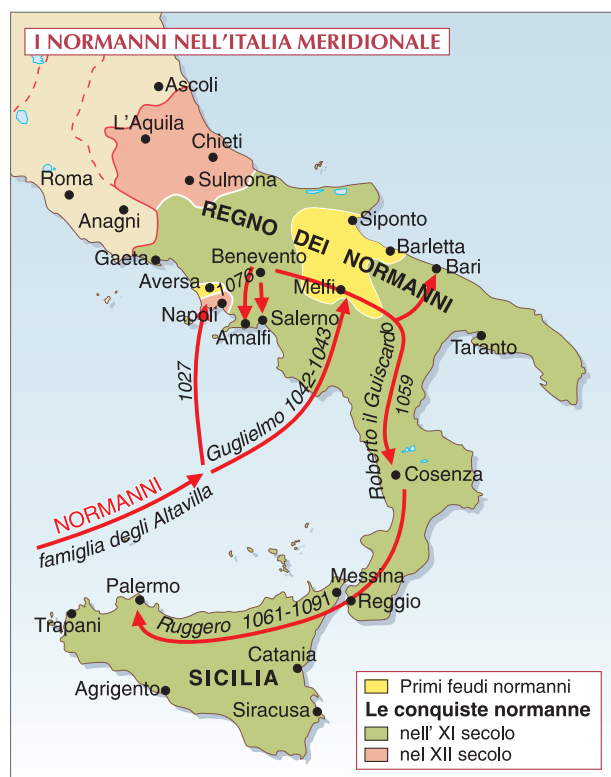 I NORMANNI NELL'ITALIA MERIDIONALE
Ascoli
L'Aquila
Chieti
Roma
Sulmona
Anagni
REGNO DEI NORMANNI
Siponto
Gaeta
Benevento
Barletta
Bari
Aversa
1076
Melfi
Napoli
Salerno
Amalfi
Taranto
1027
Guglielmo 1042-1043
Roberto il Guiscardo
1059
Cosenza
NORMANNI
famiglia degli Altavilla
Messina
Palermo
Reggio
Trapani
Ruggero 1061-1091
Catania
SICILIA
Agrigento
Siracusa
Primi feudi normanni
Le conquiste normanne
nell' XI secolo
nel XII secolo